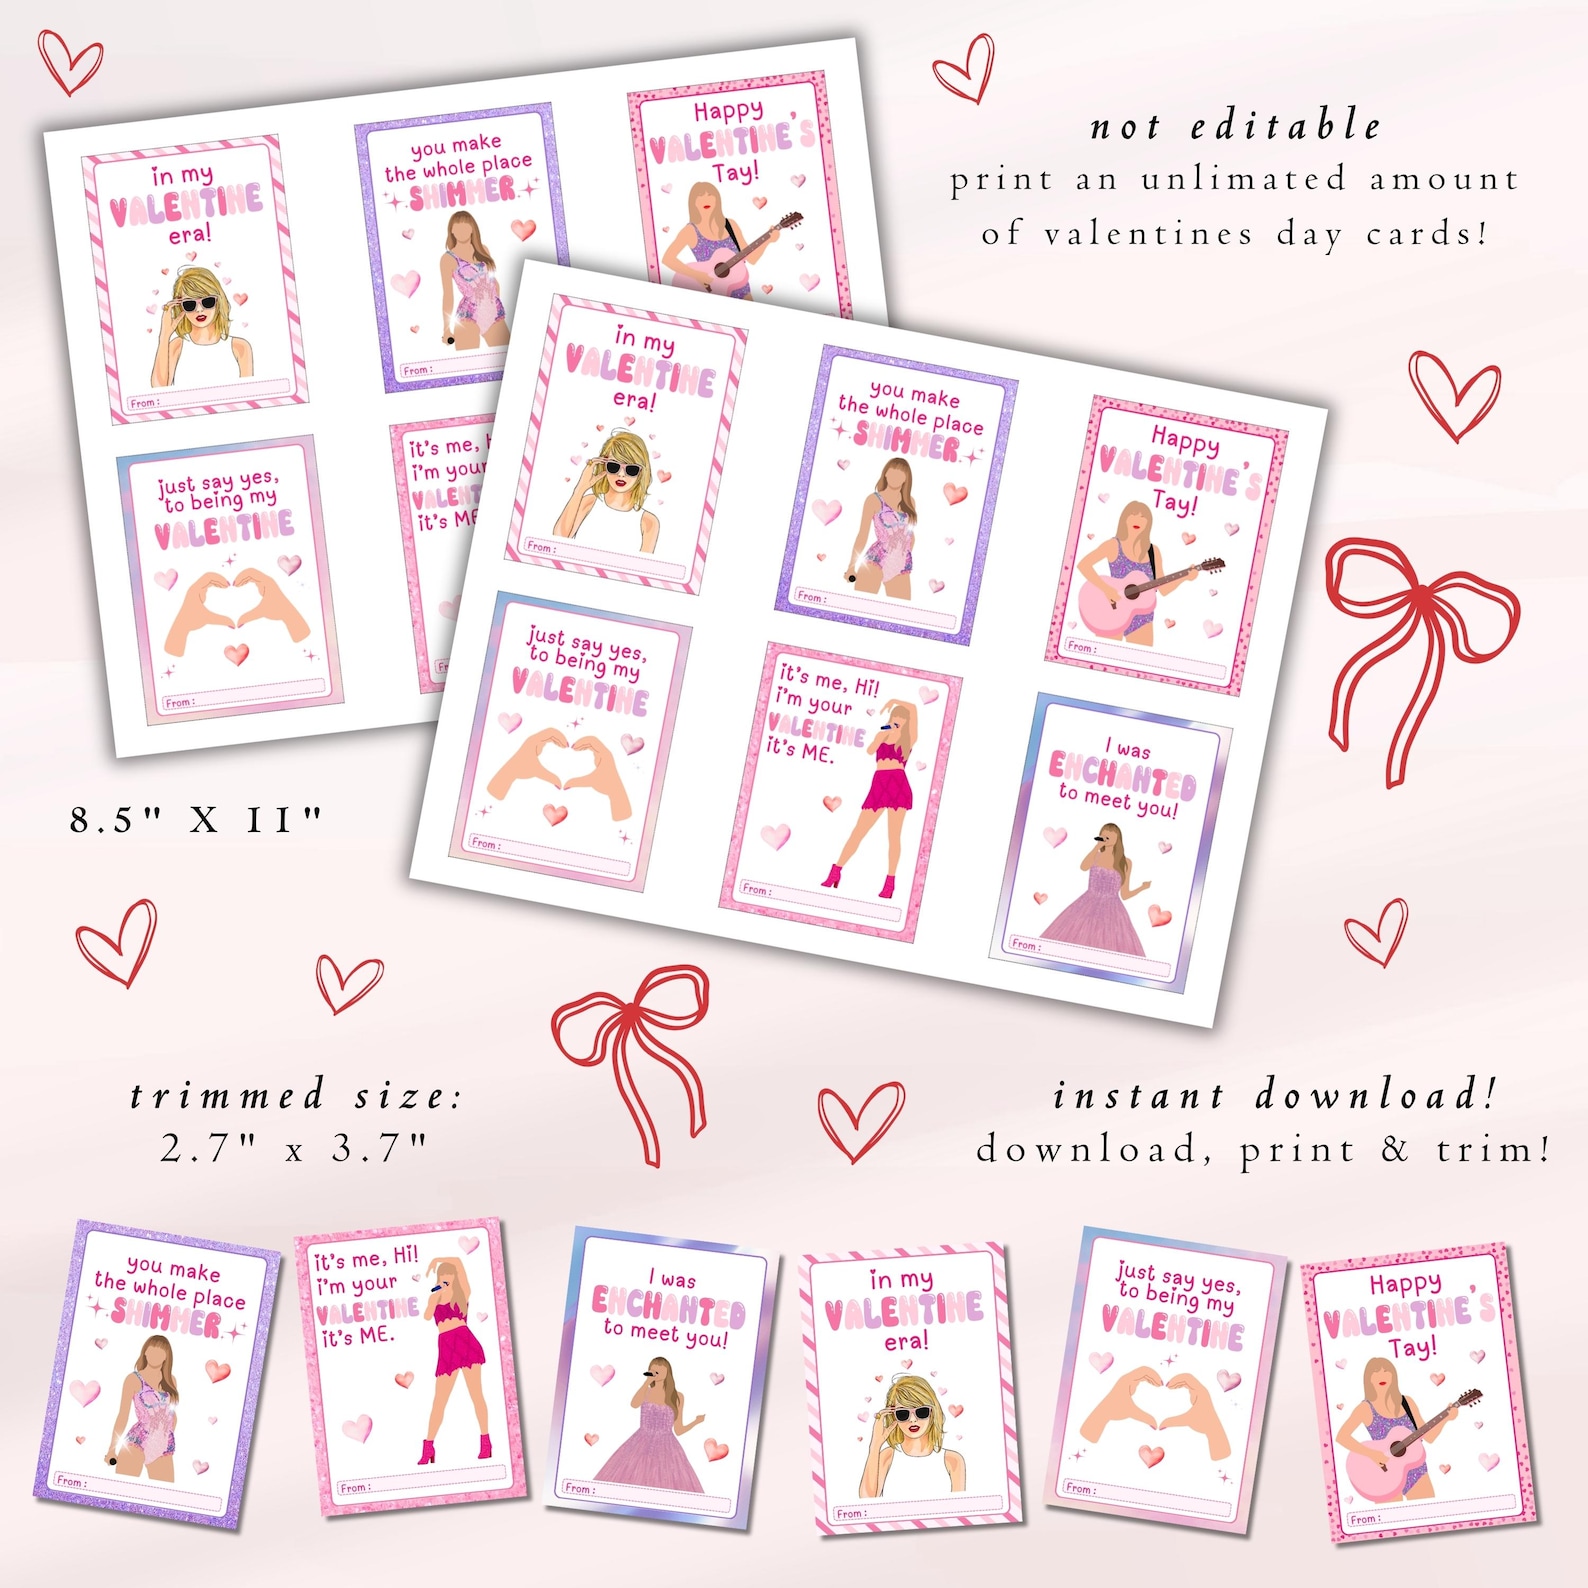 not editable
print an unlimated amount
of valentines day cards!
in my
VALENTINE
era!
From:
you make
the whole place
SHIMMER
From:
Happy
VALENTINE'S
Tay!
just say yes,
to being my
VALENTINE
From:
it's me, H
i'm your
VALENT
it's ME
Fr
in my
VALENTINE
era!
From:
you make
the whole place
SHIMMER
From:
Happy
VALENTINE'S
Tay!
From:
just say yes,
to being my
VALENTINE
From:
it's me, Hi!
i'm your
VALENTINE
it's ME.
From:
I was
ENCHANTED
to meet you!
From:
8.5" X 11"
trimmed size:
2.7" x 3.7"
instant download!
download, print & trim!
you make
the whole place
SHIMMER
From:
it's me, Hi!
i'm your
VALENTINE
it's ME.
From:
I was
ENCHANTED
to meet you!
From:
in my
VALENTINE
era!
From:
just say yes,
to being my
VALENTINE
From:
Happy
VALENTINE'S
Tay!
From: